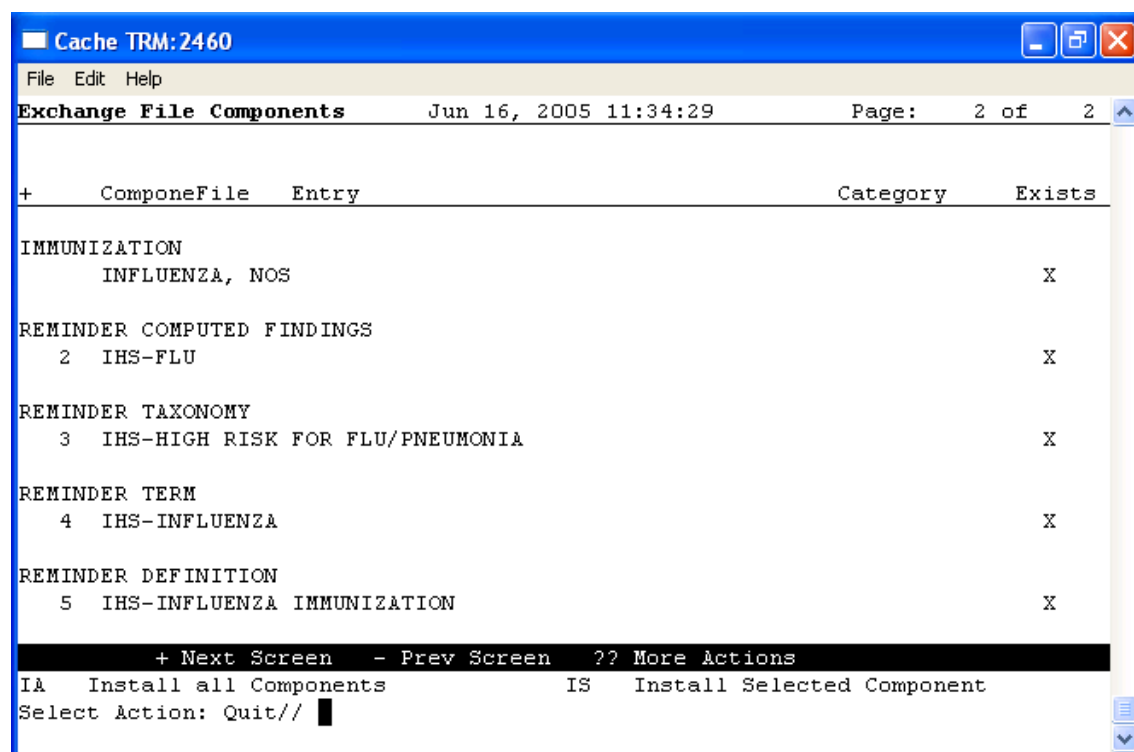 Cache TRM:2460
File Edit Help
Exchange File Components Jun 16, 2005 11:34:29 Page: 2 of 2
+ ComponeFile Entry Category Exists
IMMUNIZATION
INFLUENZA, NOS X
REMINDER COMPUTED FINDINGS
2 IHS-FLU X
REMINDER TAXONOMY
3 IHS-HIGH RISK FOR FLU/PNEUMONIA X
REMINDER TERM
4 IHS-INFLUENZA X
REMINDER DEFINITION
5 IHS-INFLUENZA IMMUNIZATION X
+ Next Screen - Prev Screen ?? More Actions
IA Install all Components IS Install Selected Component
Select Action: Quit//